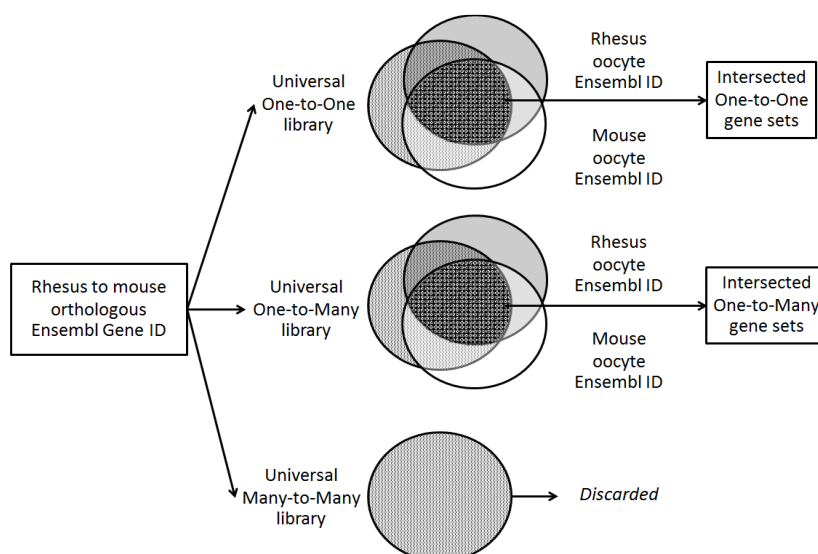 Rhesus to mouse
orthologous
Ensembl Gene ID
Universal
One-to-One
library
Rhesus
oocyte
Ensembl ID
Mouse
oocyte
Ensembl ID
Intersected
One-to-One
gene sets
Universal
One-to-Many
library
Rhesus
oocyte
Ensembl ID
Mouse
oocyte
Ensembl ID
Intersected
One-to-Many
gene sets
Universal
Many-to-Many
library
Discarded